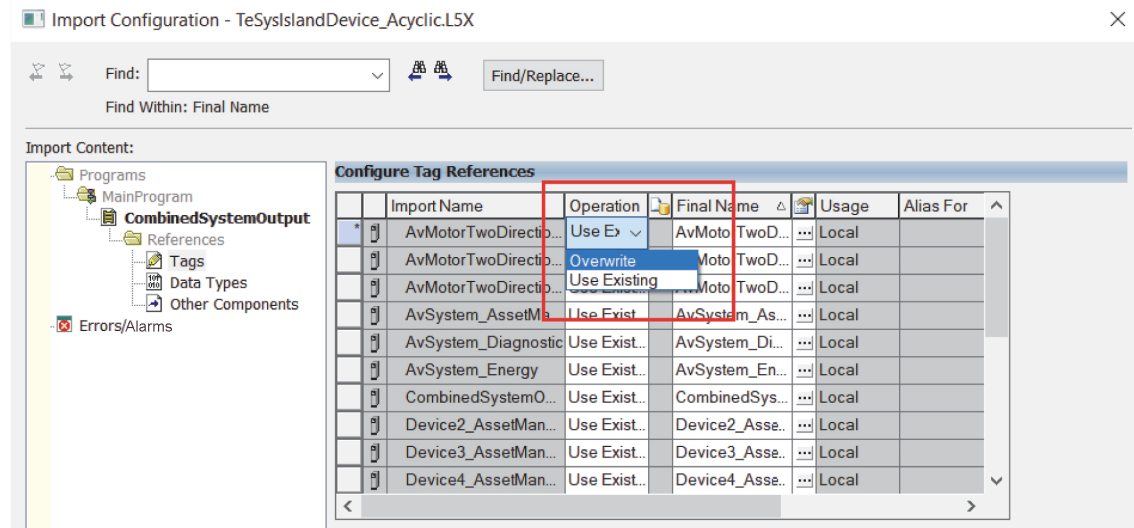 Import Configuration - TeSysIslandDevice_Acyclic.L5X
Find:
Find/Replace...
Find Within: Final Name
Import Content:
Programs
MainProgram
CombinedSystemOutput
References
Tags
Data Types
Other Components
Errors/Alarms
Configure Tag References
Import Name Operation Final Name Usage Alias For
* AvMotorTwoDirectio... Use Ex AvMotorTwoD... ... Local
AvMotorTwoDirectio... Overwrite AvMotorTwoD... ... Local
AvMotorTwoDirectio... Use Existing AvMotorTwoD... ... Local
AvSystem_AssetMa... Use Exist... AvSystem_As... ... Local
AvSystem_Diagnostic Use Exist... AvSystem_Di... ... Local
AvSystem_Energy Use Exist... AvSystem_En... ... Local
CombinedSystemO... Use Exist... CombinedSys... ... Local
Device2_AssetMan... Use Exist... Device2_Asse.. ... Local
Device3_AssetMan... Use Exist... Device3_Asse.. ... Local
Device4_AssetMan... Use Exist... Device4_Asse.. ... Local